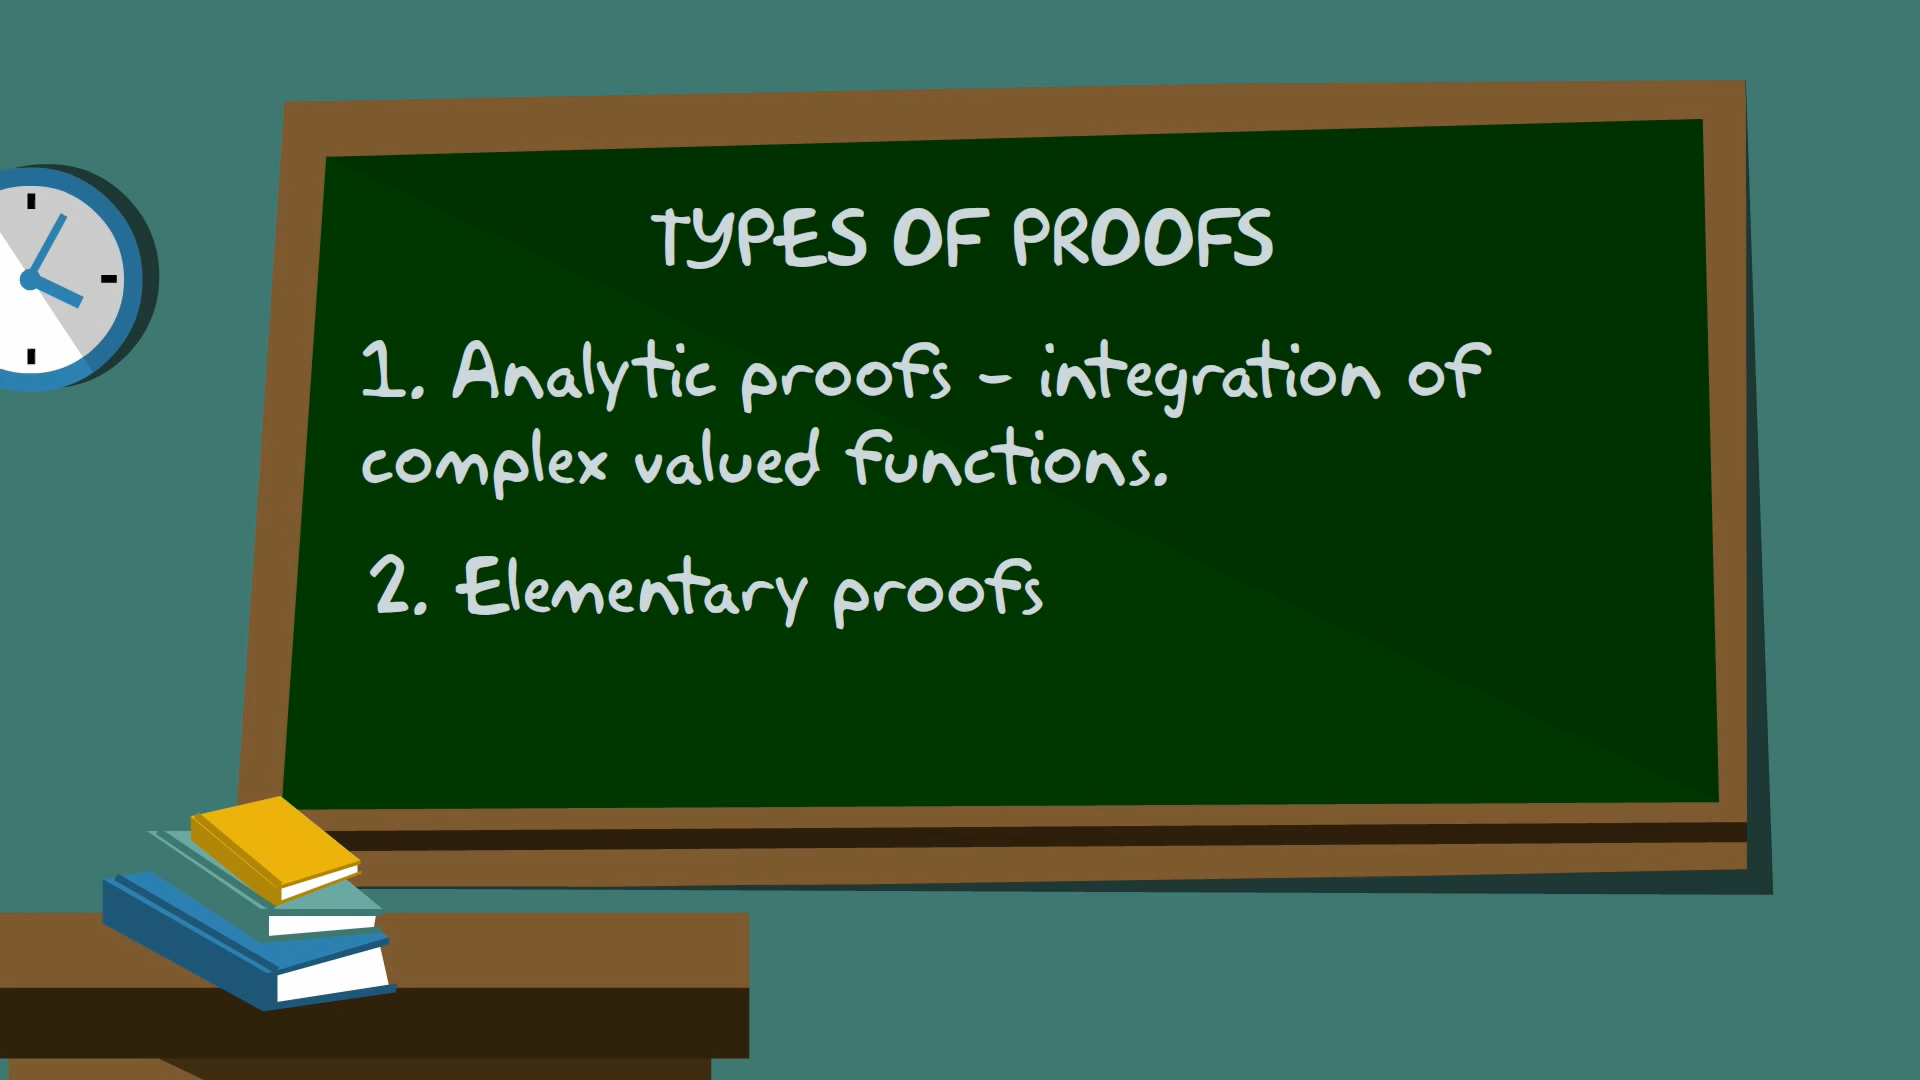 TYPES OF PROOFS
1. Analytic proofs - integration of
complex valued functions.
2. Elementary proofs